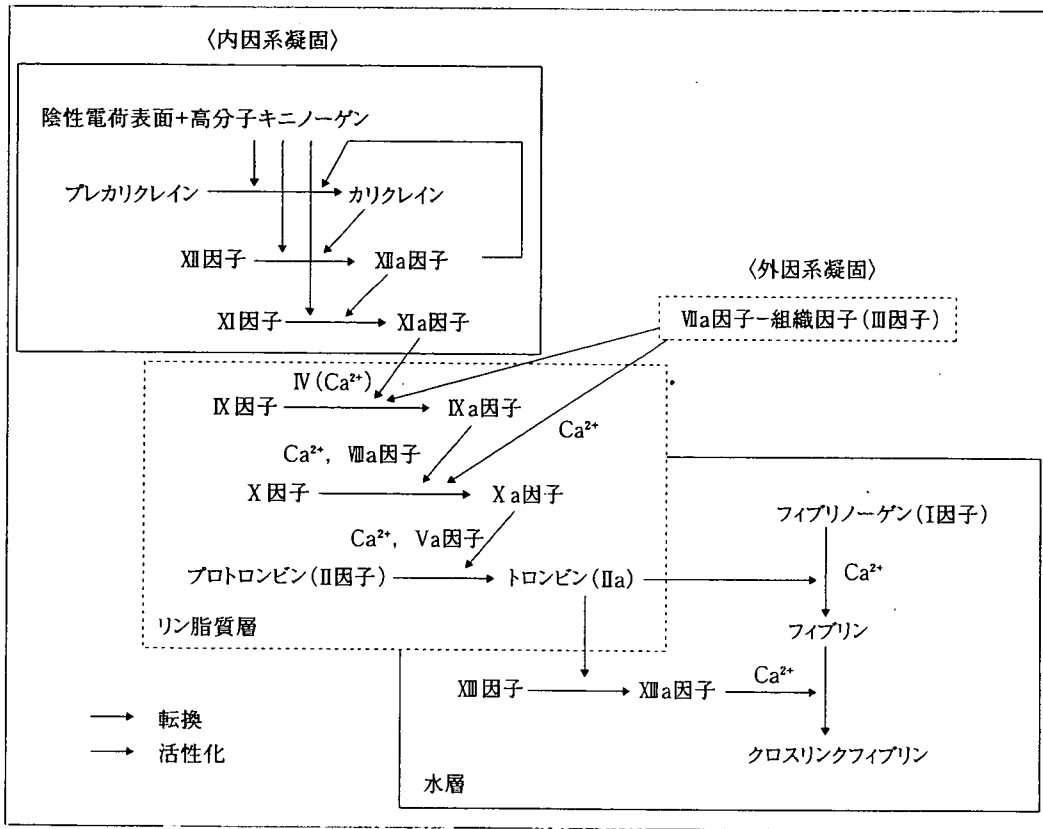 〈内因系凝固〉
陰性電荷表面+高分子キニノーゲン
プレカリクレイン
カリクレイン
XII因子
XIIa因子
〈外因系凝固〉
XI因子
XIa因子
VIIa因子−組織因子(III因子)
IV(Ca²⁺)
IX因子
IXa因子
Ca²⁺
Ca²⁺, VIIIa因子
X因子
Xa因子
フィブリノーゲン(I因子)
Ca²⁺, Va因子
プロトロンビン(II因子)
トロンビン(IIa)
Ca²⁺
リン脂質層
フィブリン
XIII因子
XIIIa因子
Ca²⁺
転換
活性化
クロスリンクフィブリン
水層